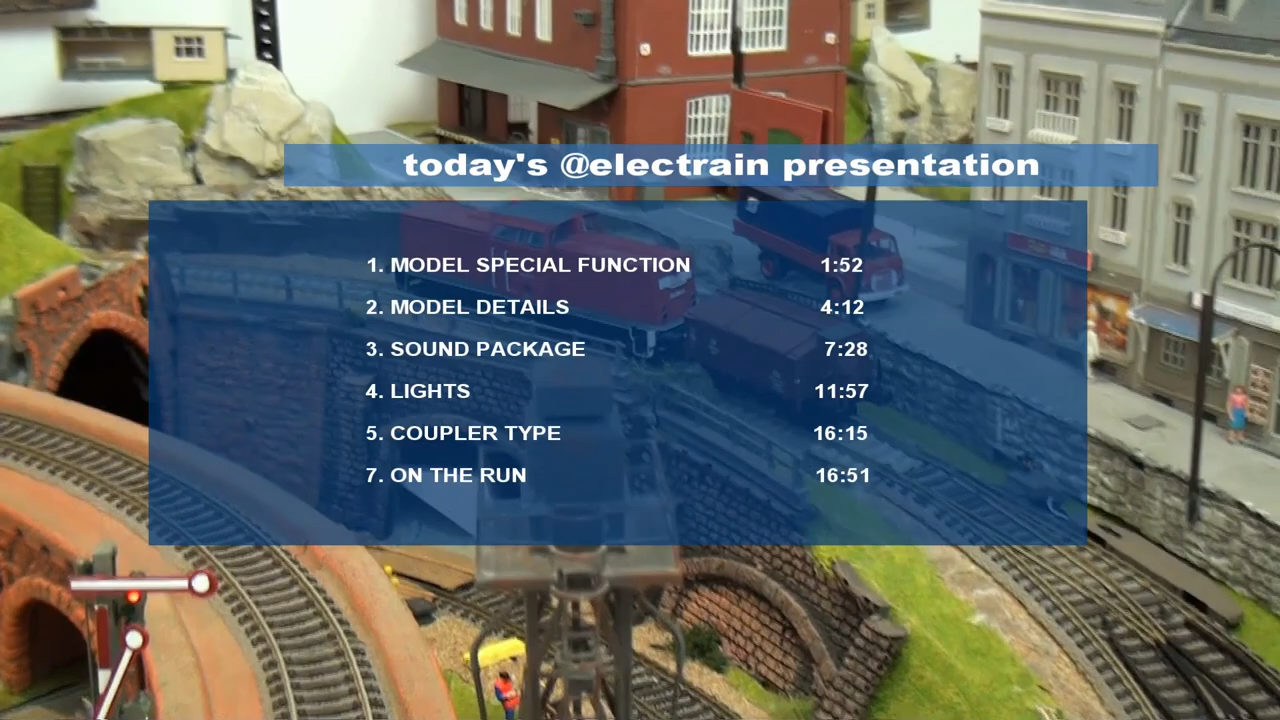 today's @electrain presentation
1. MODEL SPECIAL FUNCTION 1:52
2. MODEL DETAILS 4:12
3. SOUND PACKAGE 7:28
4. LIGHTS 11:57
5. COUPLER TYPE 16:15
7. ON THE RUN 16:51